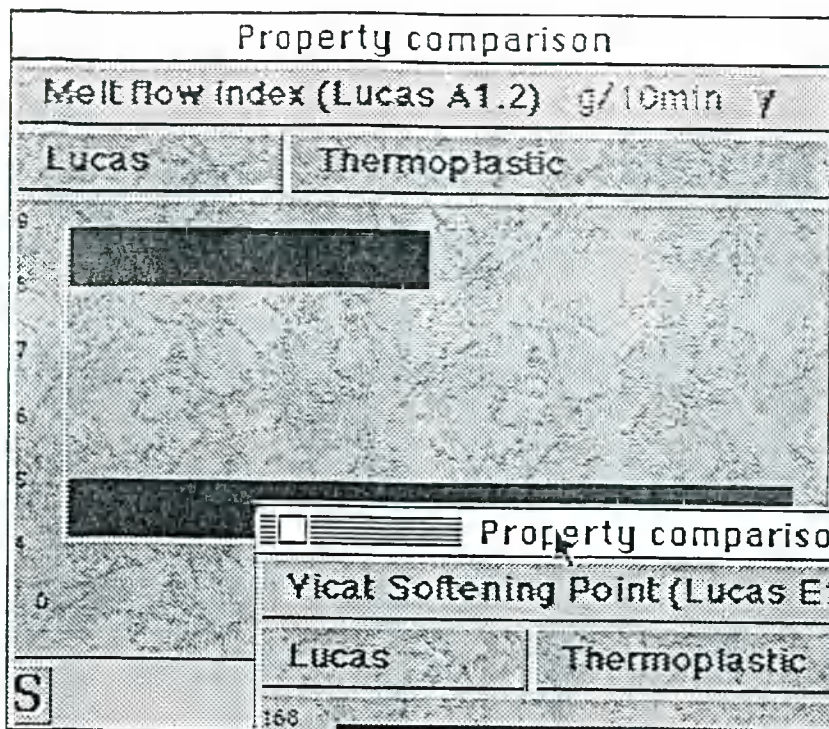 Property comparison
Melt flow index (Lucas A1.2) g/10min
Lucas Thermoplastic
9
8
7
6
5
4
0
Property compariso
Vicat Softening Point (Lucas E
Lucas Thermoplastic
S
168